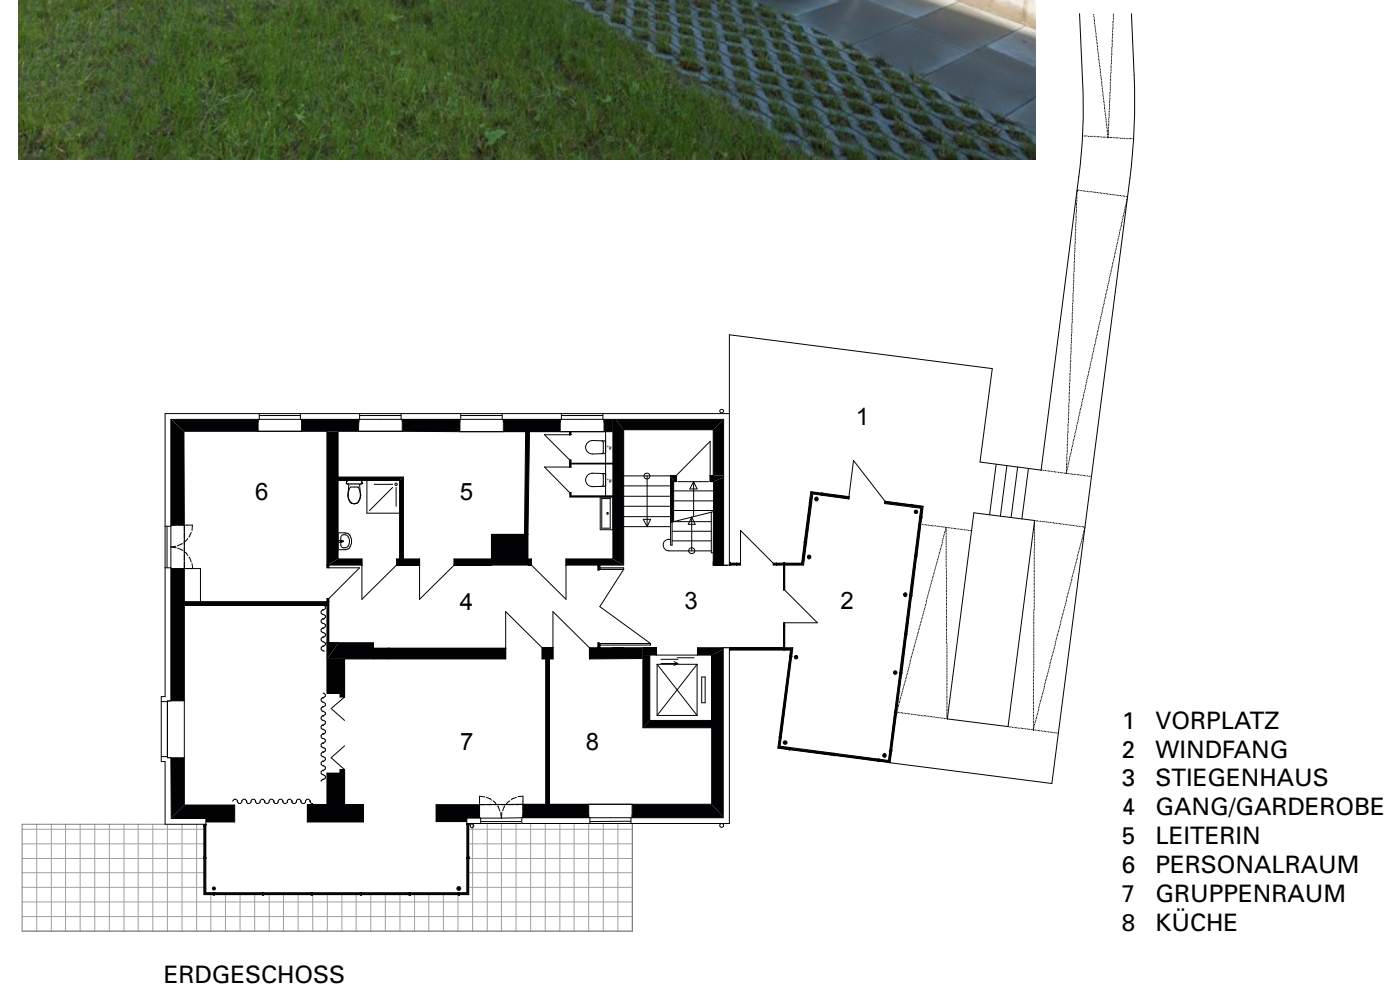 1
6
5
4
3
2
7
8
1 VORPLATZ
2 WINDFANG
3 STIEGENHAUS
4 GANG/GARDEROBE
5 LEITERIN
6 PERSONALRAUM
7 GRUPPENRAUM
8 KÜCHE
ERDGESCHOSS